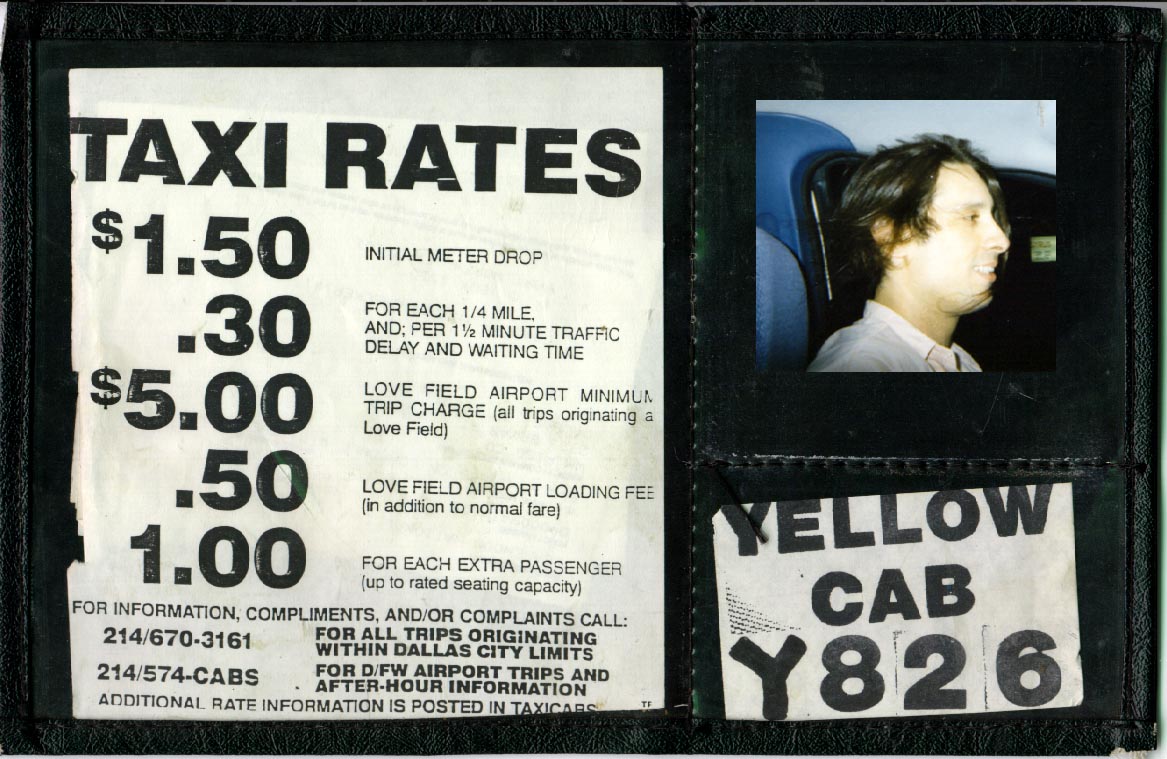 TAXI RATES
$1.50 INITIAL METER DROP
.30 FOR EACH 1/4 MILE,
AND; PER 1½ MINUTE TRAFFIC
DELAY AND WAITING TIME
$5.00 LOVE FIELD AIRPORT MINIMUM
TRIP CHARGE (all trips originating a
Love Field)
.50 LOVE FIELD AIRPORT LOADING FEE
(in addition to normal fare)
1.00 FOR EACH EXTRA PASSENGER
(up to rated seating capacity)
FOR INFORMATION, COMPLIMENTS, AND/OR COMPLAINTS CALL:
214/670-3161 FOR ALL TRIPS ORIGINATING
WITHIN DALLAS CITY LIMITS
214/574-CABS FOR D/FW AIRPORT TRIPS AND
AFTER-HOUR INFORMATION
ADDITIONAL RATE INFORMATION IS POSTED IN TAXICABS
YELLOW
CAB
Y826